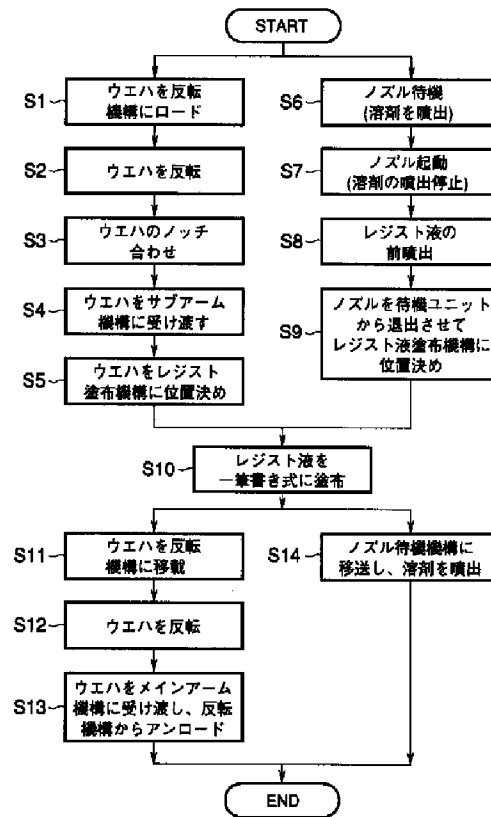 START
S1
ウエハを反転
機構にロード
S2
ウエハを反転
S3
ウエハのノッチ
合わせ
S4
ウエハをサブアーム
機構に受け渡す
S5
ウエハをレジスト
塗布機構に位置決め
S6
ノズル待機
(溶剤を噴出)
S7
ノズル起動
(溶剤の噴出停止)
S8
レジスト液の
前噴出
S9
ノズルを待機ユニット
から退出させて
レジスト液塗布機構に
位置決め
S10
レジスト液を
一筆書き式に塗布
S11
ウエハを反転
機構に移載
S12
ウエハを反転
S13
ウエハをメインアーム
機構に受け渡し、反転
機構からアンロード
S14
ノズル待機機構に
移送し、溶剤を噴出
END